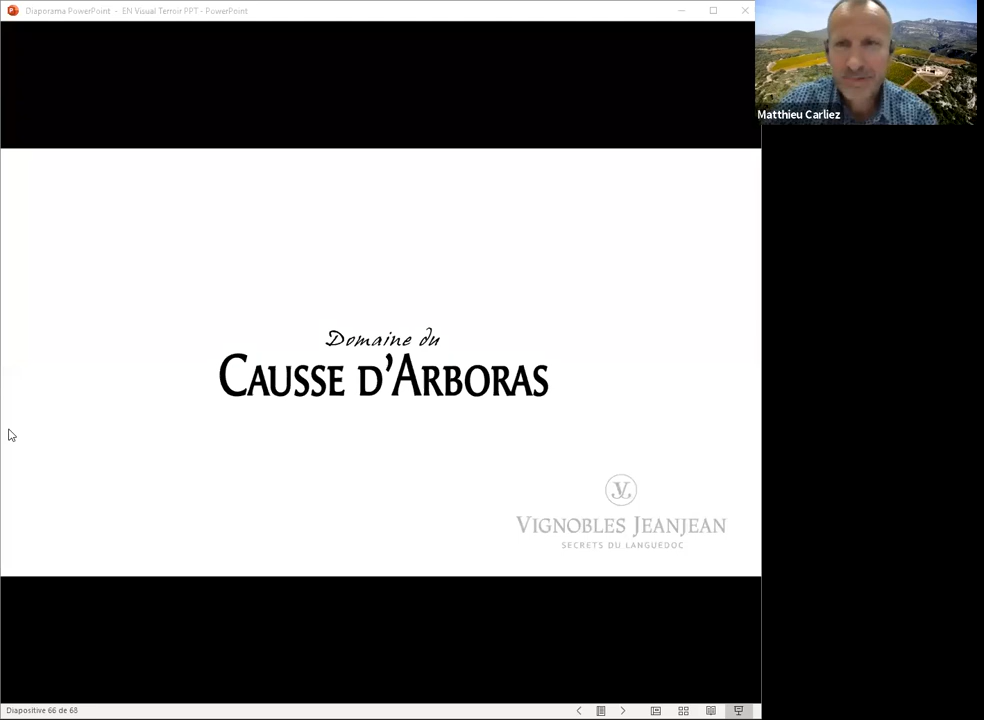 Diaporama PowerPoint - EN Visual Terroir PPT - PowerPoint
Matthieu Carliez
Domaine du
CAUSSE D'ARBORAS
VIGNOBLES JEANJEAN
SECRETS DU LANGUEDOC
Diapositive 66 de 68